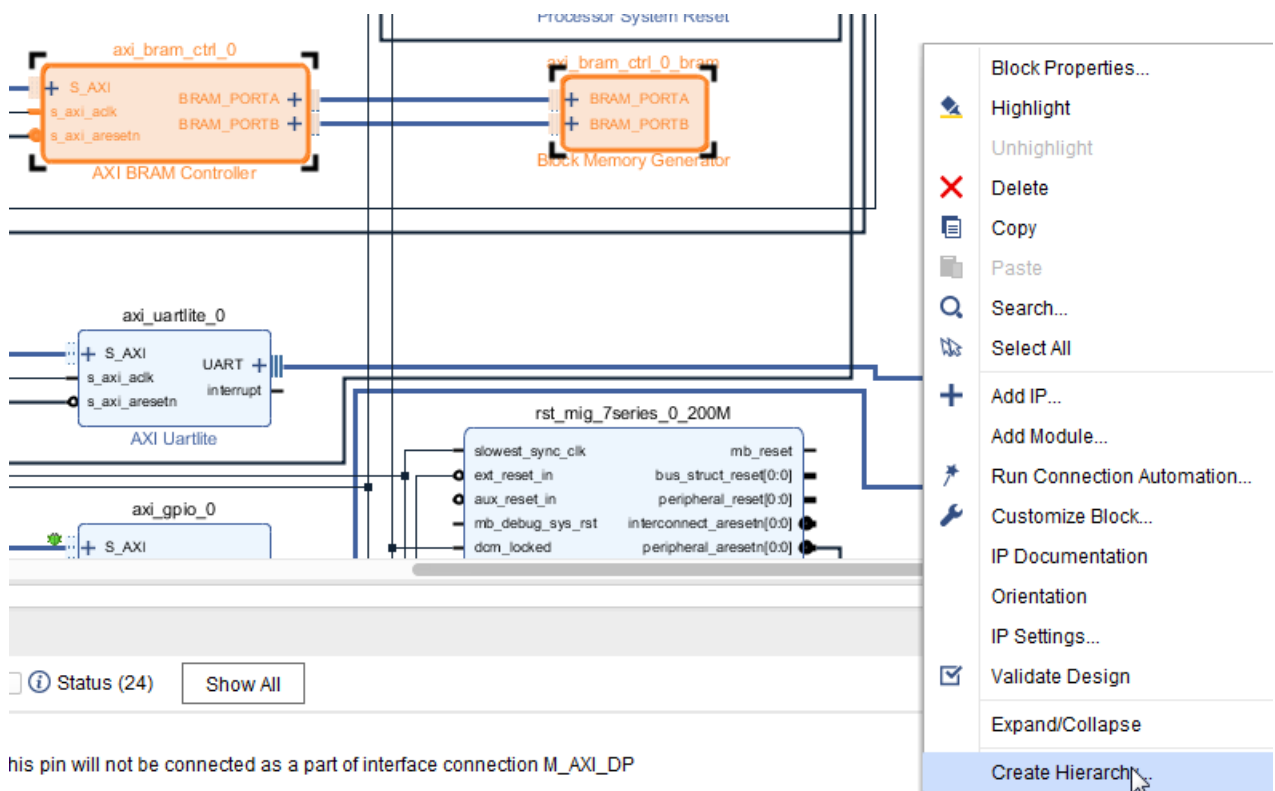 Processor System Reset
axi_bram_ctrl_0
S_AXI
s_axi_aclk
s_axi_aresetn
BRAM_PORTA
BRAM_PORTB
AXI BRAM Controller
axi_bram_ctrl_0_bram
BRAM_PORTA
BRAM_PORTB
Block Memory Generator
axi_uartlite_0
S_AXI
s_axi_aclk
s_axi_aresetn
UART
interrupt
AXI Uartlite
rst_mig_7series_0_200M
slowest_sync_clk
ext_reset_in
aux_reset_in
mb_debug_sys_rst
dcm_locked
mb_reset
bus_struct_reset[0:0]
peripheral_reset[0:0]
interconnect_aresetn[0:0]
peripheral_aresetn[0:0]
axi_gpio_0
S_AXI
Status (24)
Show All
his pin will not be connected as a part of interface connection M_AXI_DP
Block Properties...
Highlight
Unhighlight
Delete
Copy
Paste
Search...
Select All
Add IP...
Add Module...
Run Connection Automation...
Customize Block...
IP Documentation
Orientation
IP Settings...
Validate Design
Expand/Collapse
Create Hierarchy...